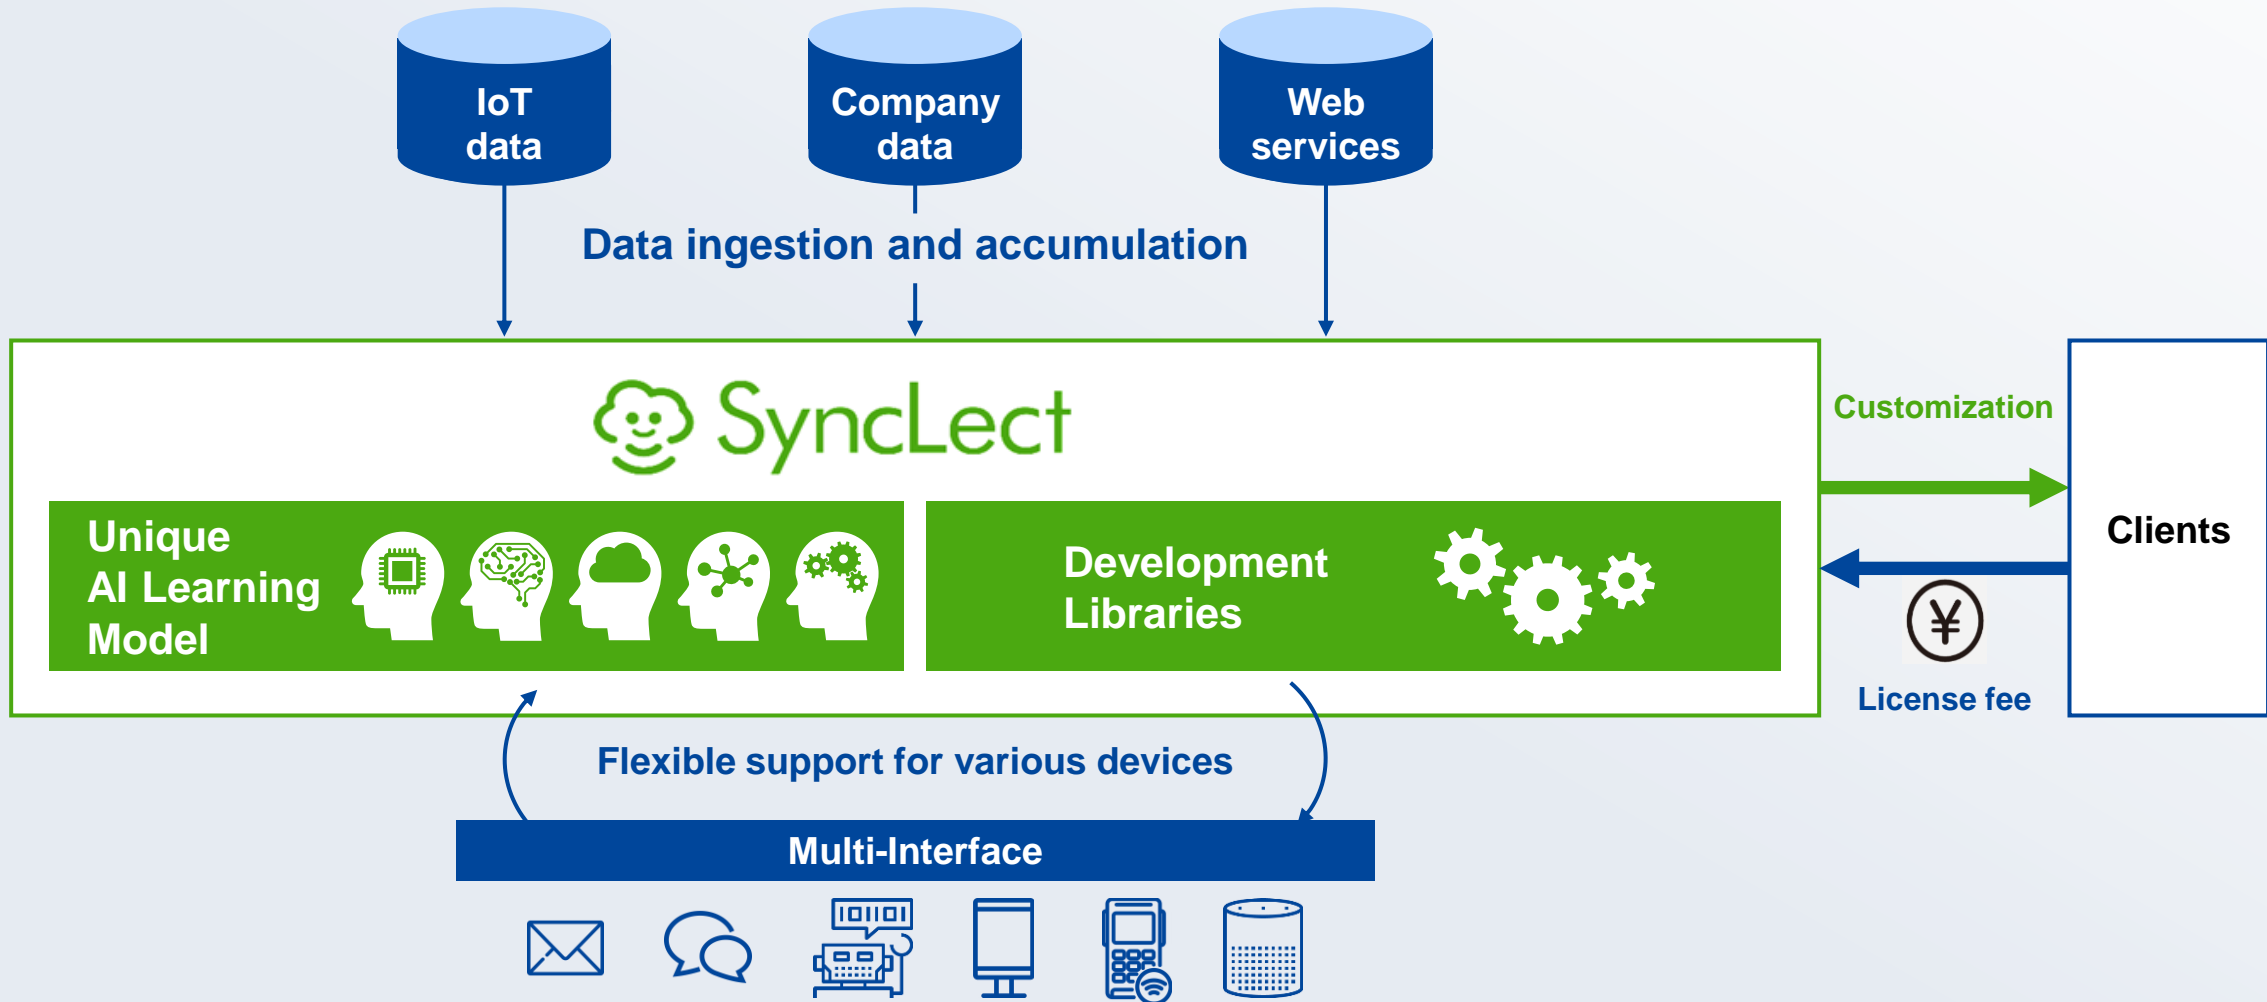 IoT
data
Company
data
Web
services
Data ingestion and accumulation
SyncLect
Customization
Unique
AI Learning
Model
Development
Libraries
Clients
¥
License fee
Flexible support for various devices
Multi-Interface
101101